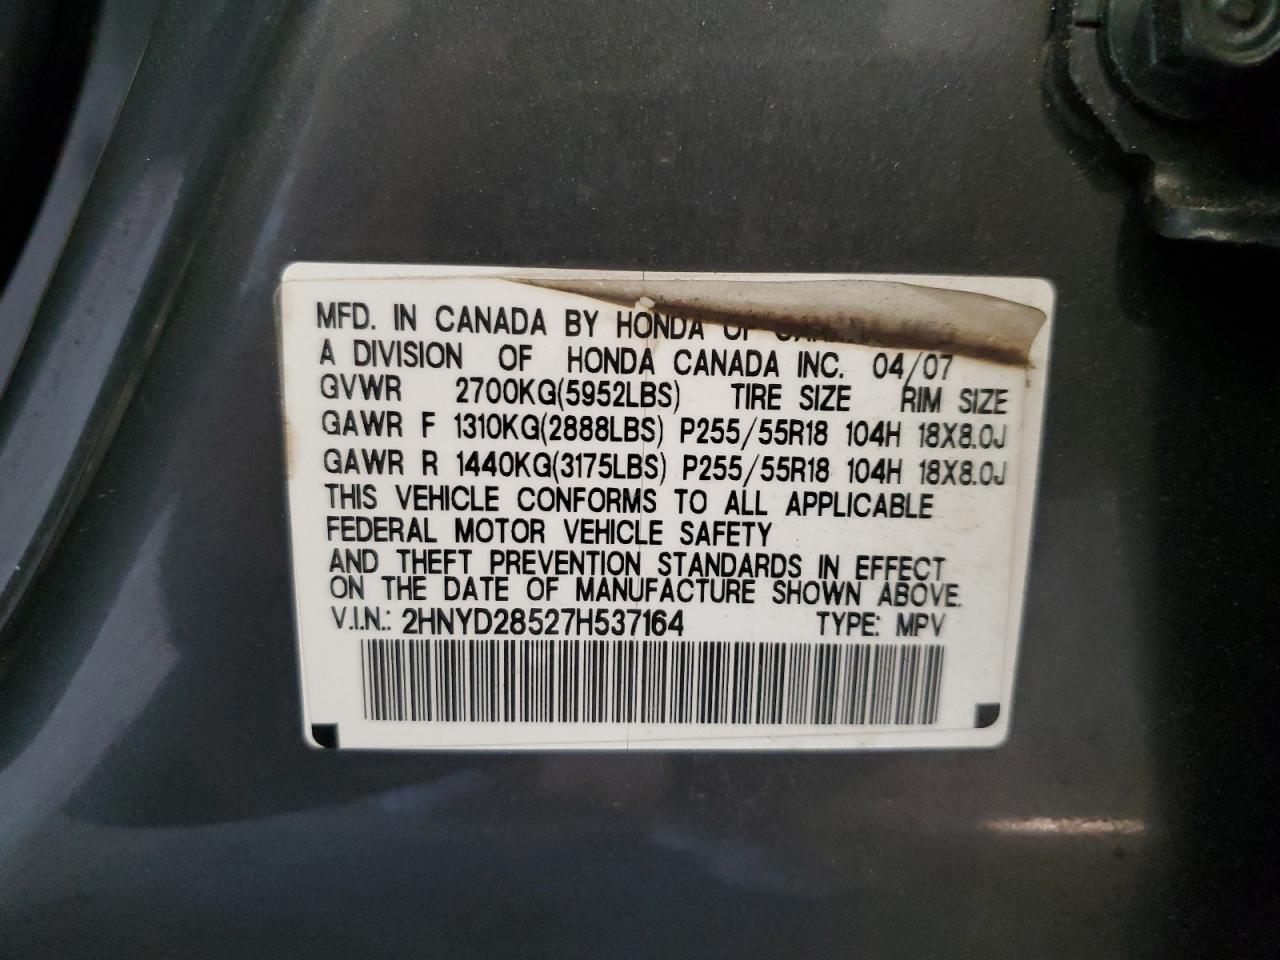 MFD. IN CANADA BY HONDA OF
A DIVISION OF HONDA CANADA INC. 04/07
GVWR 2700KG(5952LBS) TIRE SIZE RIM SIZE
GAWR F 1310KG(2888LBS) P255/55R18 104H 18X8.0J
GAWR R 1440KG(3175LBS) P255/55R18 104H 18X8.0J
THIS VEHICLE CONFORMS TO ALL APPLICABLE
FEDERAL MOTOR VEHICLE SAFETY
AND THEFT PREVENTION STANDARDS IN EFFECT
ON THE DATE OF MANUFACTURE SHOWN ABOVE.
V.I.N.: 2HNYD28527H537164 TYPE: MPV